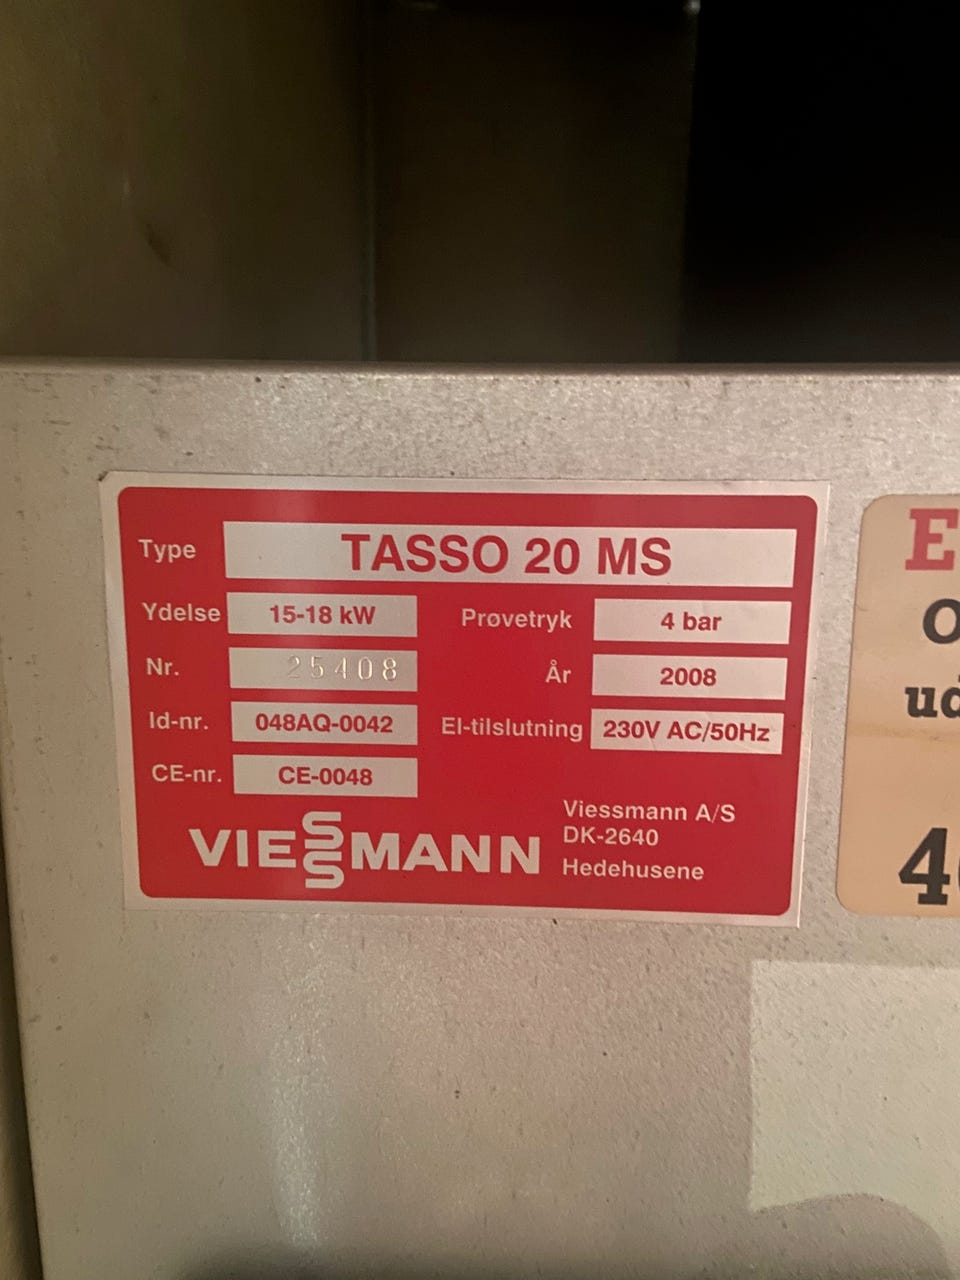 Type TASSO 20 MS
Ydelse 15-18 kW Prøvetryk 4 bar
Nr. 25408 År 2008
Id-nr. 048AQ-0042 El-tilslutning 230V AC/50Hz
CE-nr. CE-0048
VIESSMANN
Viessmann A/S
DK-2640
Hedehusene